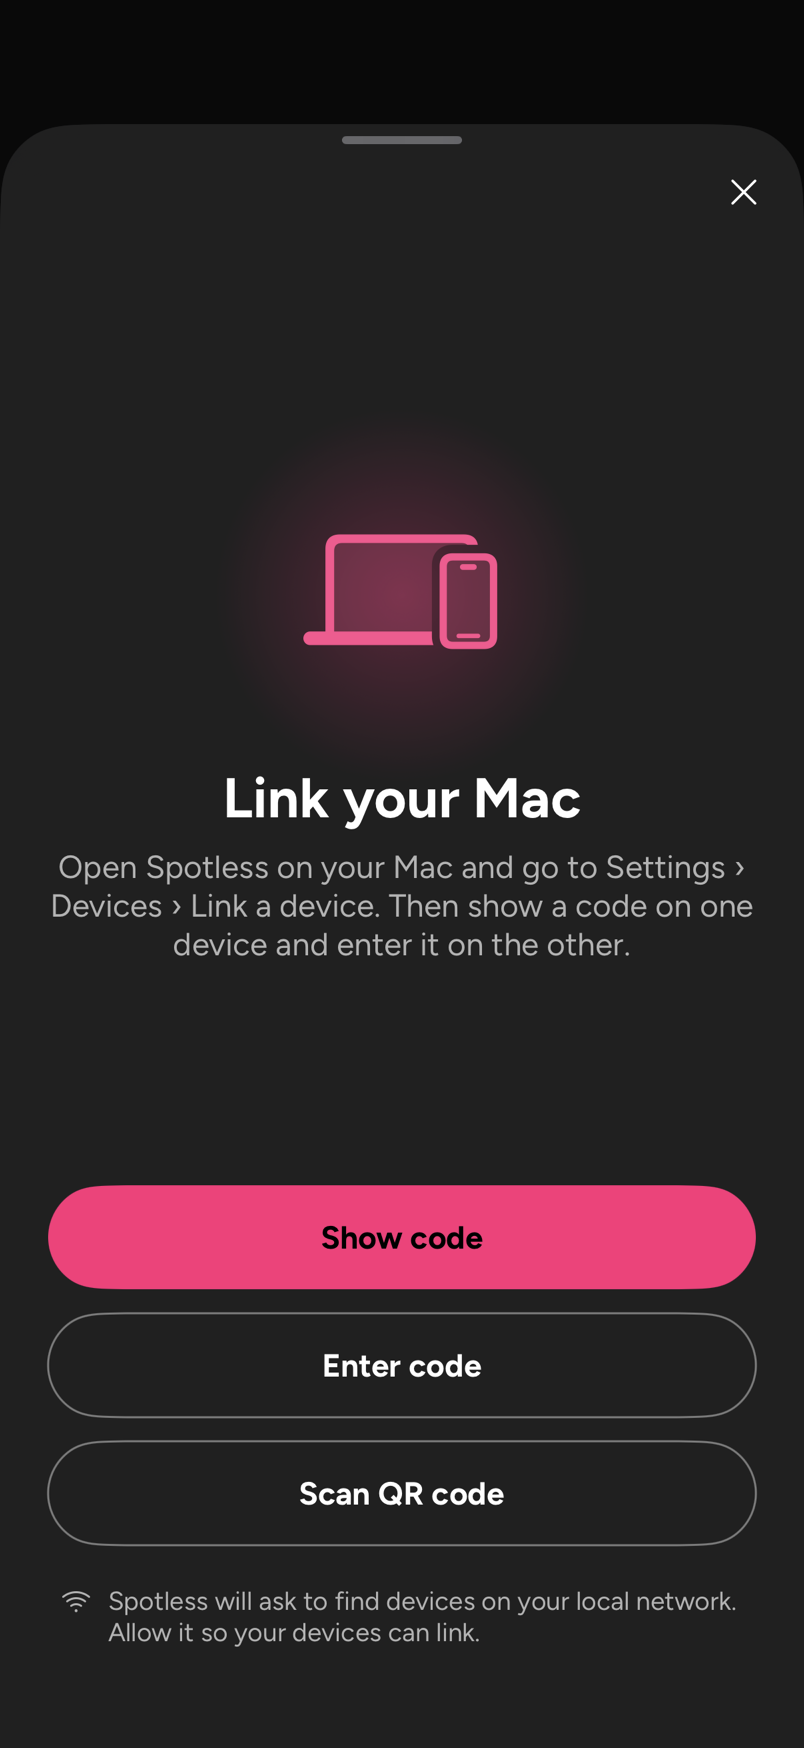 Link your Mac
Open Spotless on your Mac and go to Settings ›
Devices › Link a device. Then show a code on one
device and enter it on the other.
Show code
Enter code
Scan QR code
Spotless will ask to find devices on your local network.
Allow it so your devices can link.